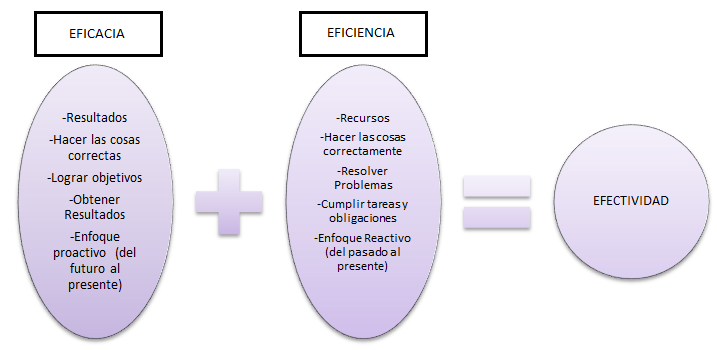 EFICACIA
-Resultados
-Hacer las cosas
correctas
-Lograr objetivos
-Obtener
Resultados
-Enfoque
proactivo (del
futuro al
presente)
EFICIENCIA
-Recursos
-Hacer las cosas
correctamente
-Resolver
Problemas
-Cumplir tareas y
obligaciones
-Enfoque Reactivo
(del pasado al
presente)
EFECTIVIDAD